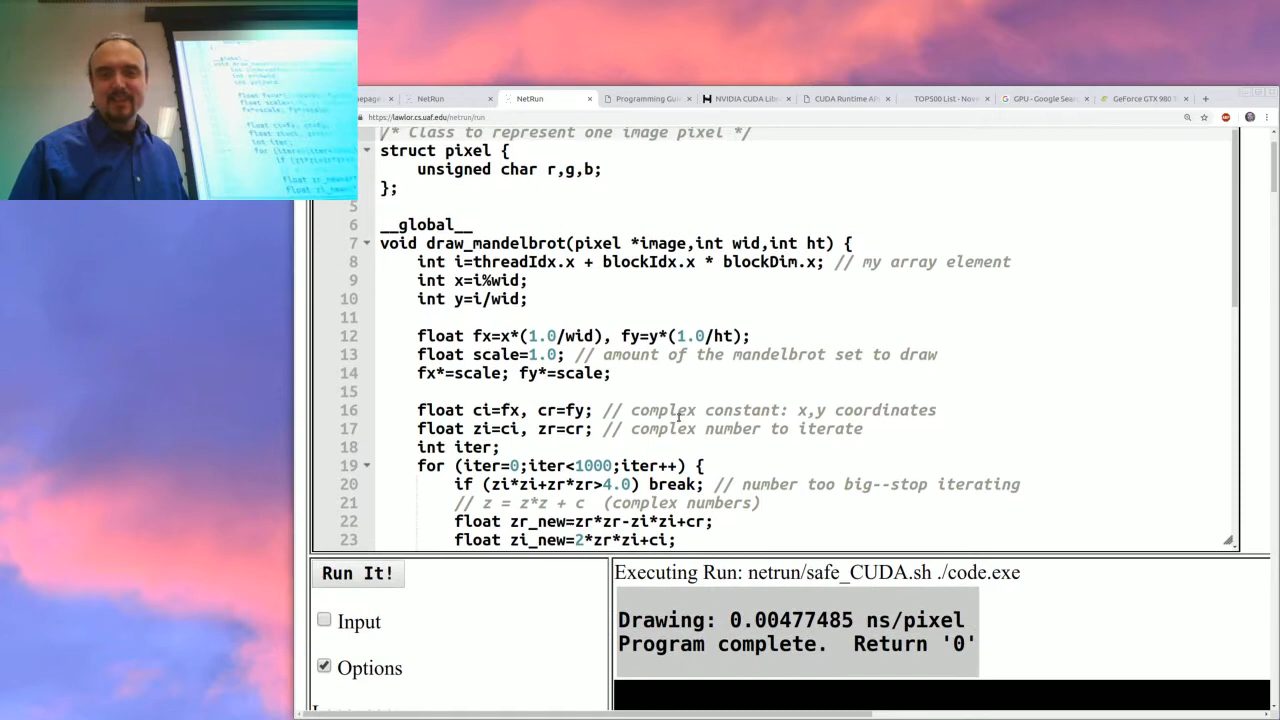 NetRun
NetRun
Programming Gui
NVIDIA CUDA Libr
CUDA Runtime AP
TOP500 List
GPU - Google Searc
GeForce GTX 980 T
https://lawlor.cs.uaf.edu/netrun/run
/* Class to represent one image pixel */
struct pixel {
unsigned char r,g,b;
};
5
6 __global__
7 void draw_mandelbrot(pixel *image,int wid,int ht) {
8 int i=threadIdx.x + blockIdx.x * blockDim.x; // my array element
9 int x=i%wid;
10 int y=i/wid;
11
12 float fx=x*(1.0/wid), fy=y*(1.0/ht);
13 float scale=1.0; // amount of the mandelbrot set to draw
14 fx*=scale; fy*=scale;
15
16 float ci=fx, cr=fy; // complex constant: x,y coordinates
17 float zi=ci, zr=cr; // complex number to iterate
18 int iter;
19 for (iter=0;iter<1000;iter++) {
20 if (zi*zi+zr*zr>4.0) break; // number too big--stop iterating
21 // z = z*z + c (complex numbers)
22 float zr_new=zr*zr-zi*zi+cr;
23 float zi_new=2*zr*zi+ci;
Run It!
Input
Options
Executing Run: netrun/safe_CUDA.sh ./code.exe
Drawing: 0.00477485 ns/pixel
Program complete. Return '0'